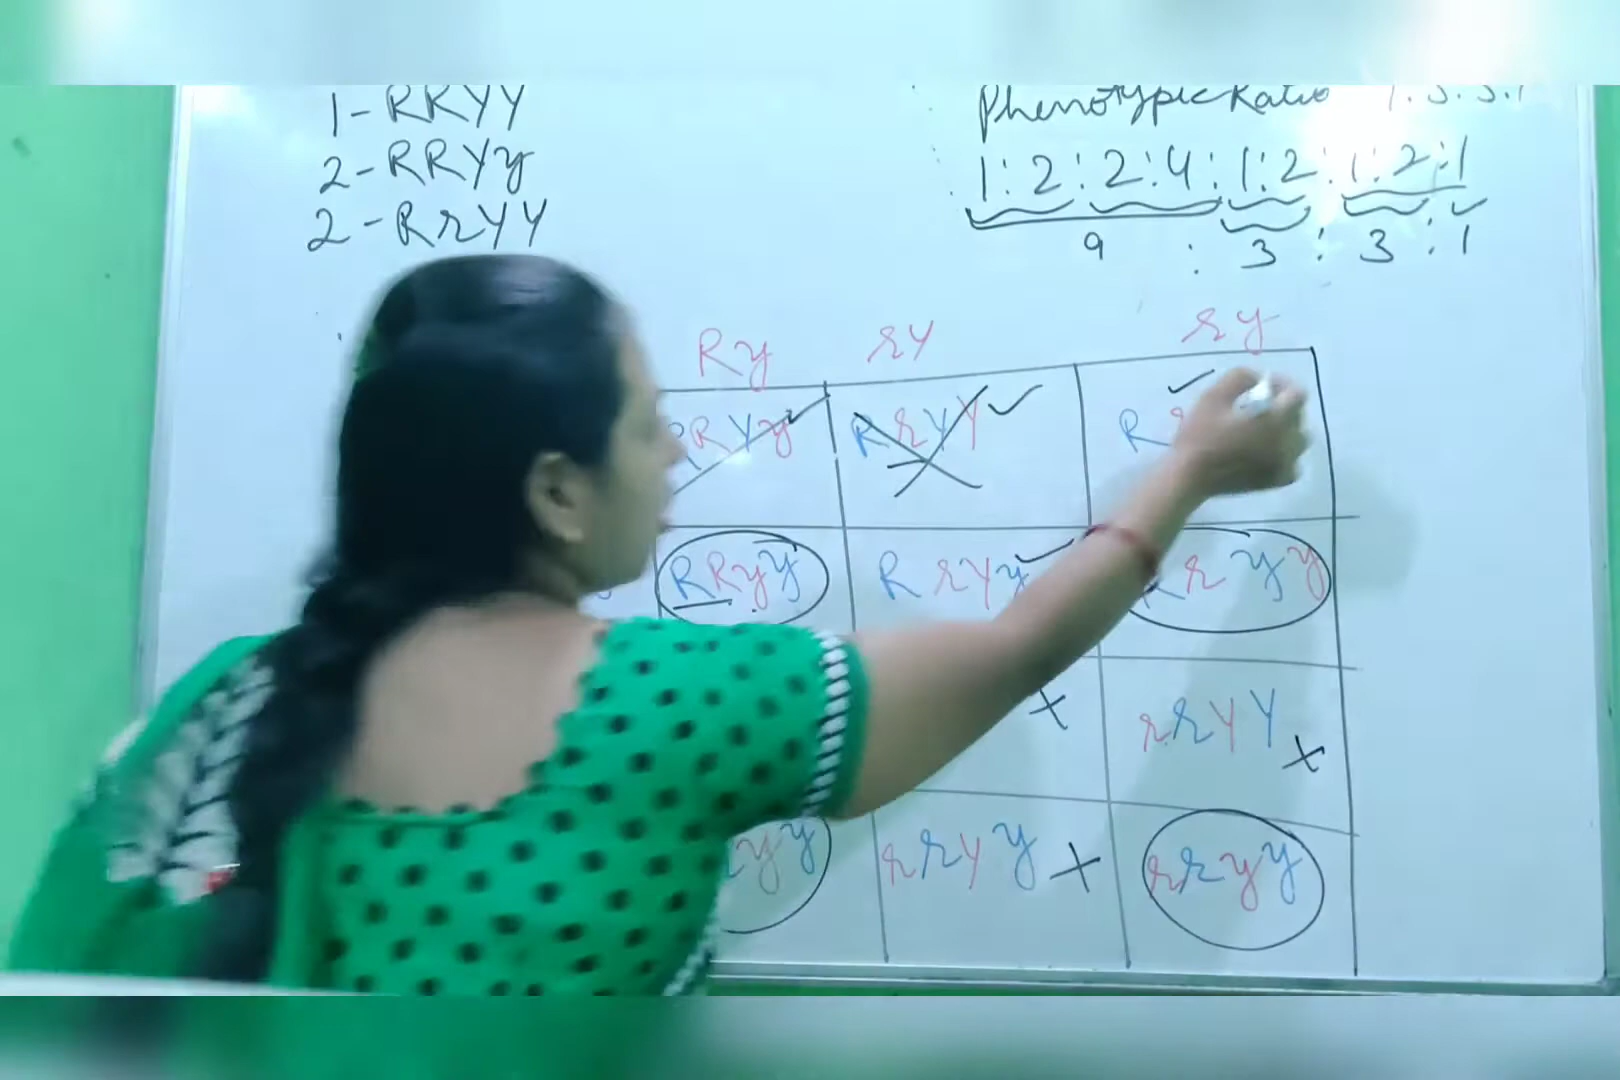 1-RRYY
2-RRYy
2-RrYY
Phenotypic Ratio
1:2:2:4:1:2:1:2:1
9 : 3 : 3 : 1
Ry rY ry
RRYy RrYY R
RRyy RrYy Rryy
rrYY
yy rrYy rryy